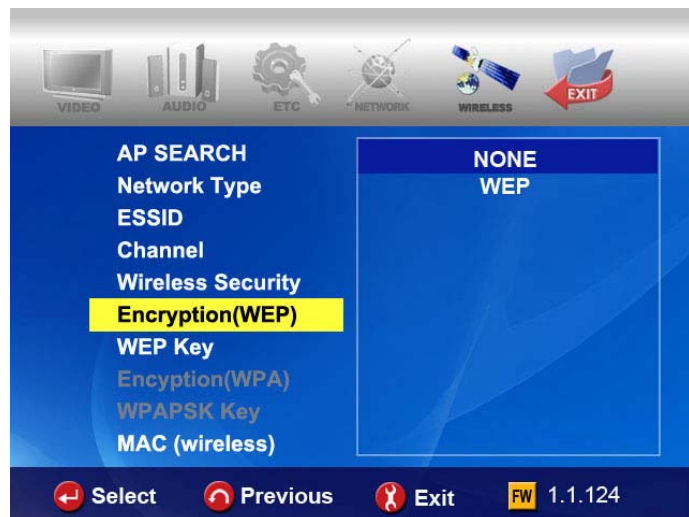 VIDEO AUDIO ETC NETWORK WIRELESS EXIT
AP SEARCH
Network Type
ESSID
Channel
Wireless Security
Encryption(WEP)
WEP Key
Encyption(WPA)
WPAPSK Key
MAC (wireless)
NONE
WEP
Select Previous Exit FW 1.1.124